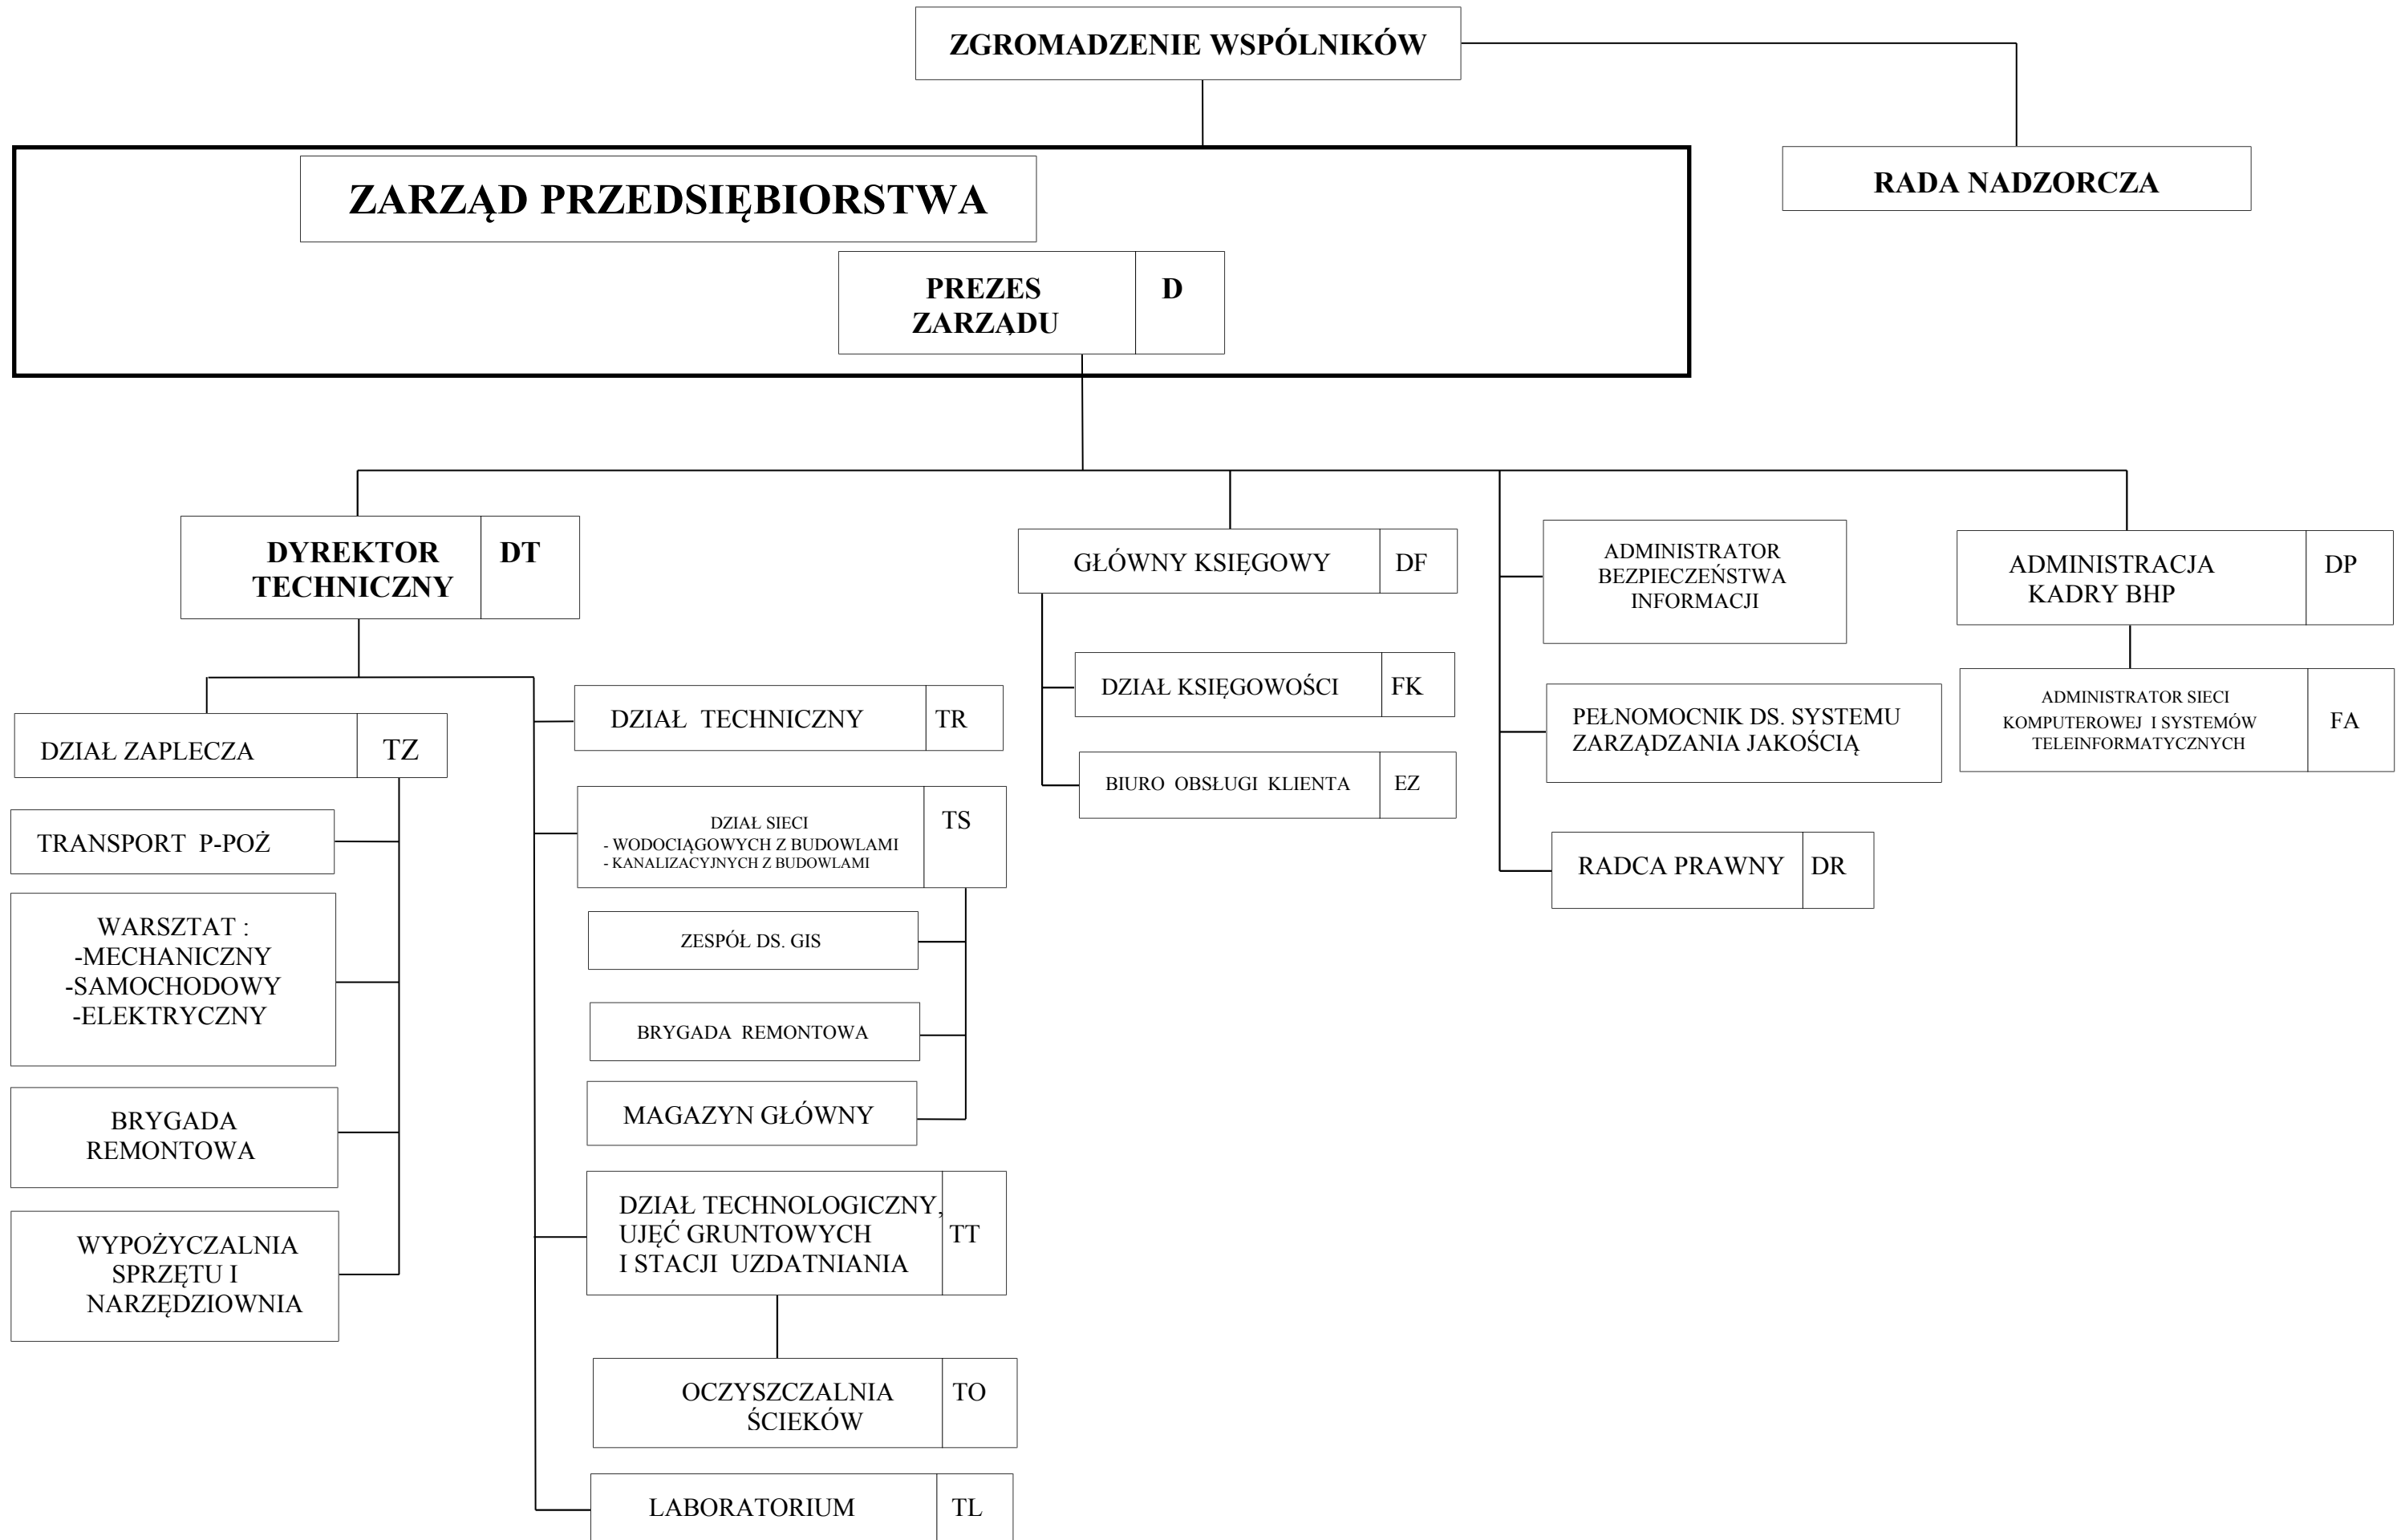 ZGROMADZENIE WSPÓLNIKÓW
RADA NADZORCZA
ZARZĄD PRZEDSIĘBIORSTWA
PREZES
ZARZĄDU
D
DYREKTOR
TECHNICZNY
DT
DZIAŁ ZAPLECZA
TZ
TRANSPORT P-POŻ
WARSZTAT :
-MECHANICZNY
-SAMOCHODOWY
-ELEKTRYCZNY
BRYGADA
REMONTOWA
WYPOŻYCZALNIA
SPRZĘTU I
NARZĘDZIOWNIA
DZIAŁ TECHNICZNY
TR
DZIAŁ SIECI
- WODOCIĄGOWYCH Z BUDOWLAMI
- KANALIZACYJNYCH Z BUDOWLAMI
TS
ZESPÓŁ DS. GIS
BRYGADA REMONTOWA
MAGAZYN GŁÓWNY
DZIAŁ TECHNOLOGICZNY,
UJĘĆ GRUNTOWYCH
I STACJI UZDATNIANIA
TT
OCZYSZCZALNIA
ŚCIEKÓW
TO
LABORATORIUM
TL
GŁÓWNY KSIĘGOWY
DF
DZIAŁ KSIĘGOWOŚCI
FK
BIURO OBSŁUGI KLIENTA
EZ
ADMINISTRATOR
BEZPIECZEŃSTWA
INFORMACJI
PEŁNOMOCNIK DS. SYSTEMU
ZARZĄDZANIA JAKOŚCIĄ
RADCA PRAWNY
DR
ADMINISTRACJA
KADRY BHP
DP
ADMINISTRATOR SIECI
KOMPUTEROWEJ I SYSTEMÓW
TELEINFORMATYCZNYCH
FA